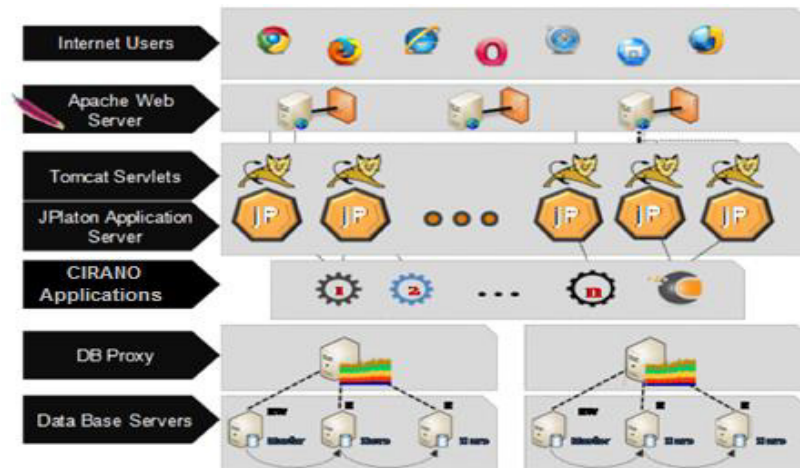 Internet Users
Apache Web
Server
Tomcat Servlets
JP JP JP JP JP
JPlaton Application
Server
CIRANO
Applications
1 2 n
DB Proxy
Data Base Servers
RW
RW
Master
Master